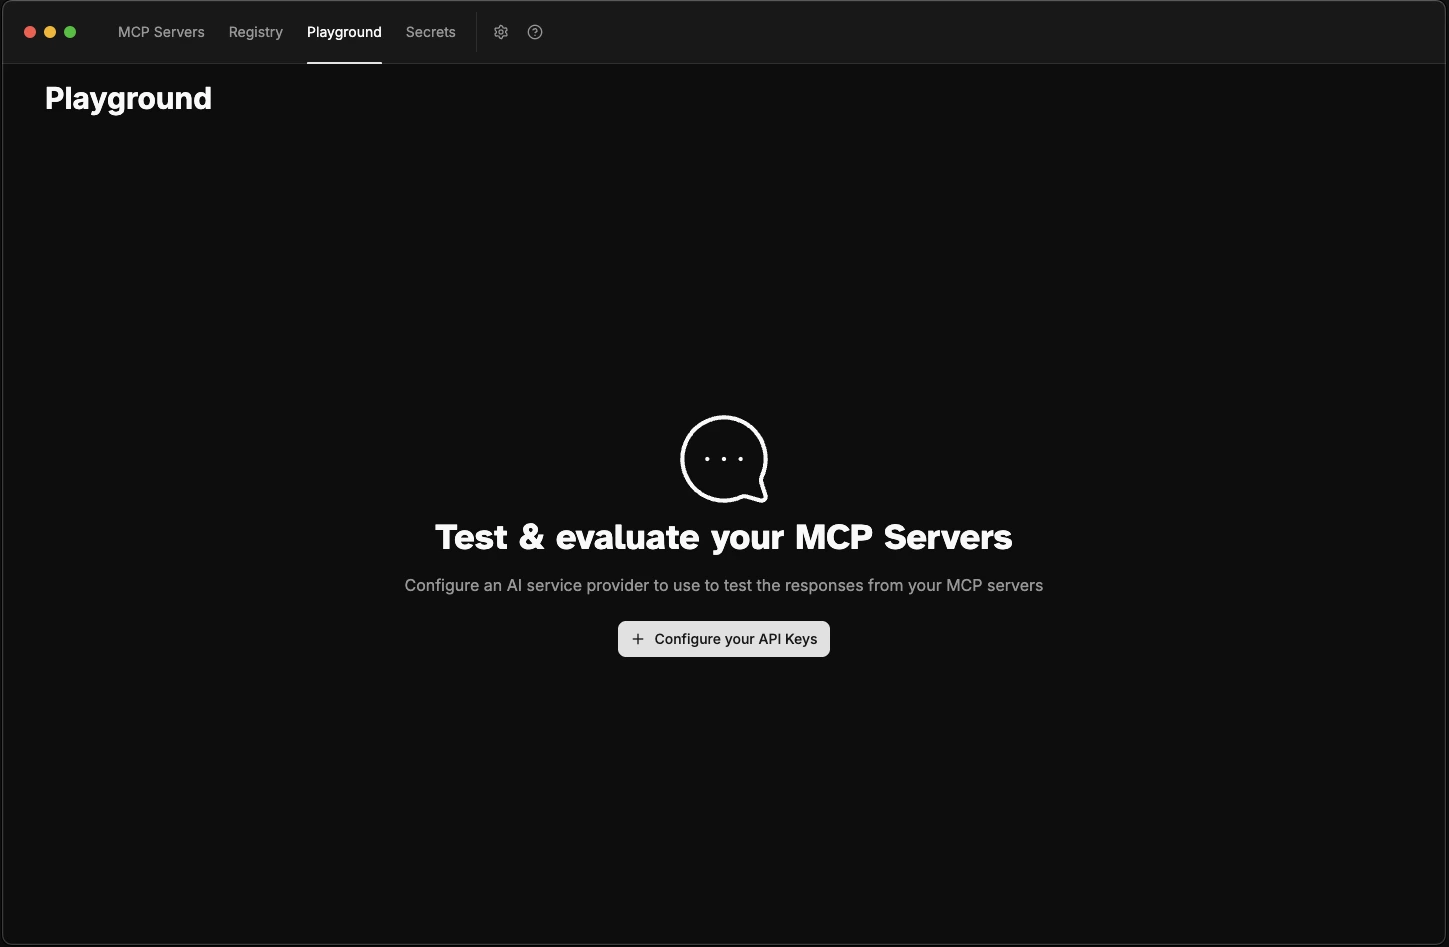 MCP Servers Registry Playground Secrets
Playground
Test & evaluate your MCP Servers
Configure an AI service provider to use to test the responses from your MCP servers
+ Configure your API Keys